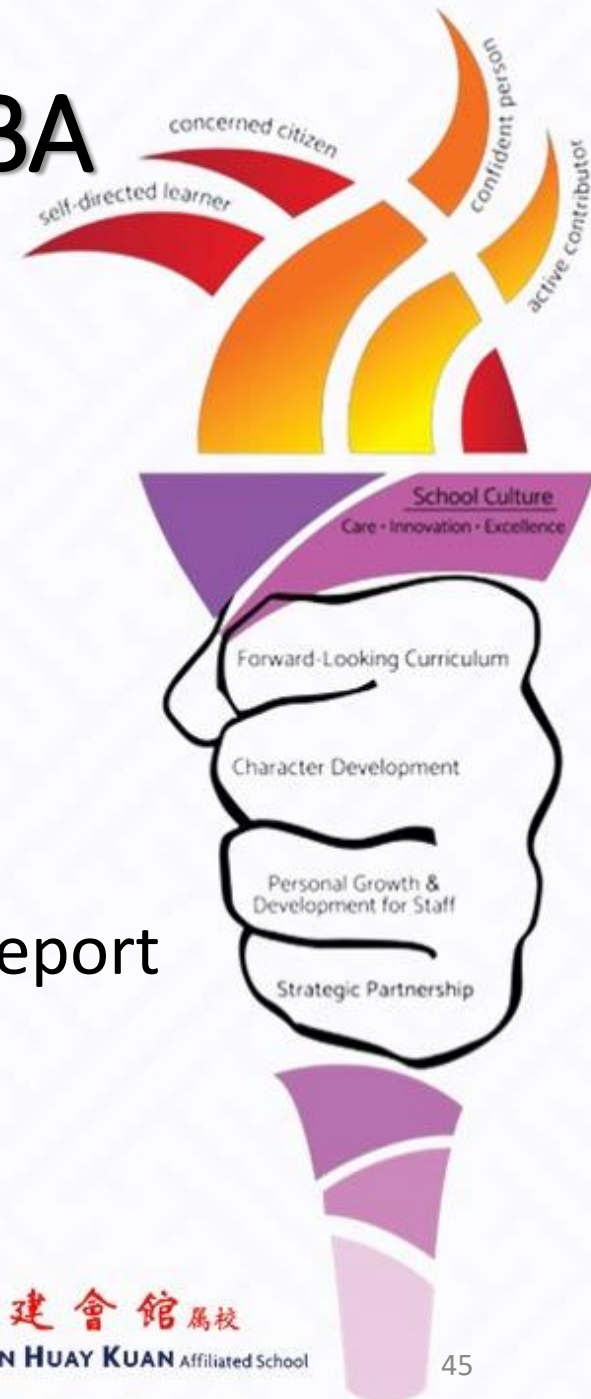 BA
concerned citizen
self-directed learner
confident person
active contributor
School Culture
Care • Innovation • Excellence
Forward-Looking Curriculum
Character Development
Personal Growth &
Development for Staff
eport
Strategic Partnership
建會館属校
N HUAY KUAN Affiliated School
45